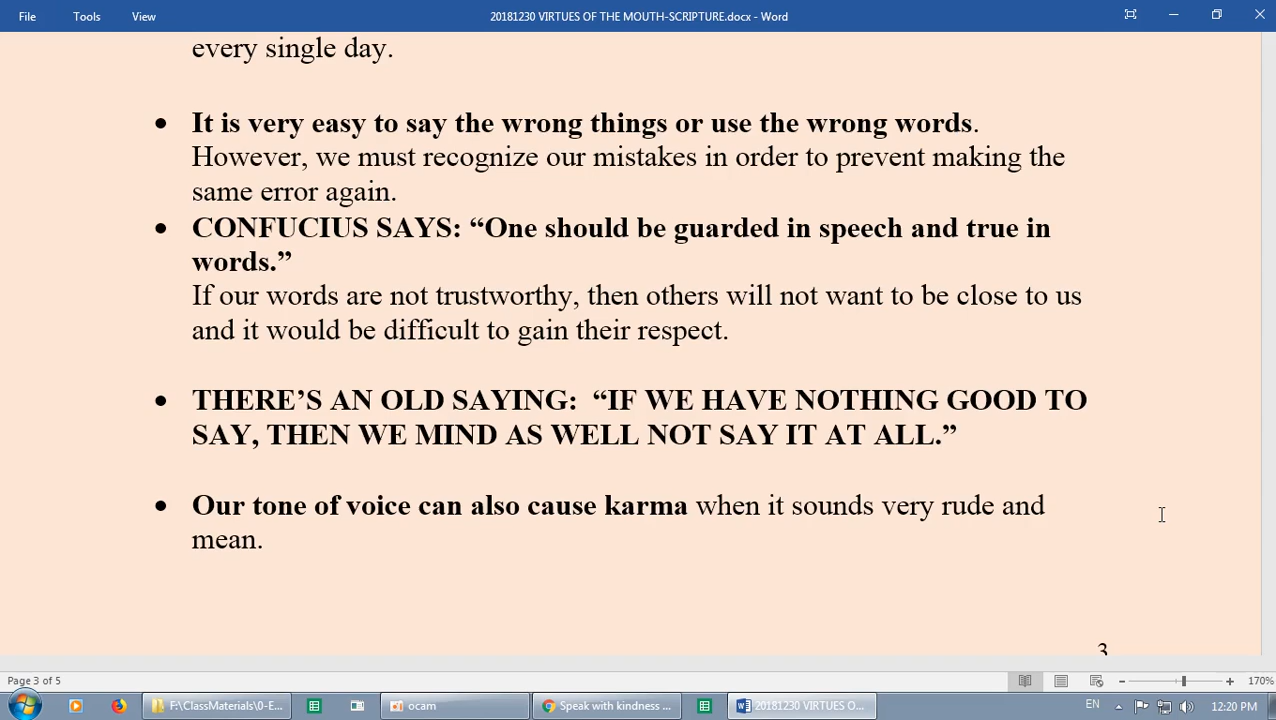 File Tools View 20181230 VIRTUES OF THE MOUTH-SCRIPTURE.docx - Word
every single day.
• It is very easy to say the wrong things or use the wrong words.
However, we must recognize our mistakes in order to prevent making the
same error again.
• CONFUCIUS SAYS: “One should be guarded in speech and true in
words.”
If our words are not trustworthy, then others will not want to be close to us
and it would be difficult to gain their respect.
• THERE’S AN OLD SAYING: “IF WE HAVE NOTHING GOOD TO
SAY, THEN WE MIND AS WELL NOT SAY IT AT ALL.”
• Our tone of voice can also cause karma when it sounds very rude and
mean.
3
Page 3 of 5 170%
F:\ClassMaterials\0-E... ocam Speak with kindness ... 20181230 VIRTUES O... EN 12:20 PM